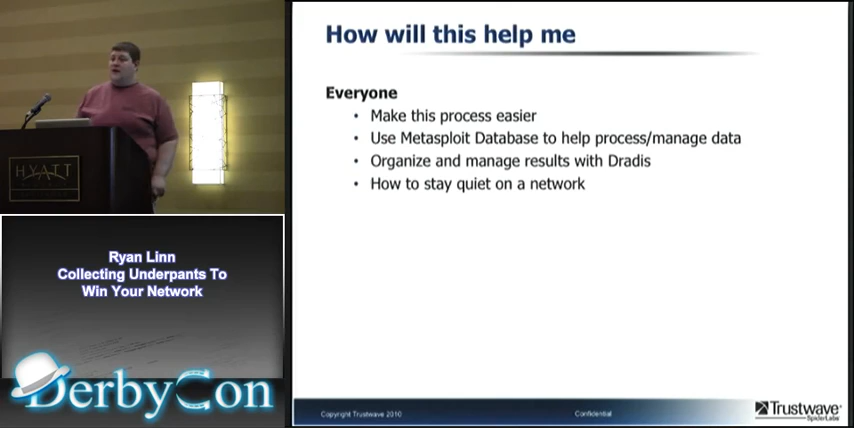 How will this help me
Everyone
• Make this process easier
• Use Metasploit Database to help process/manage data
• Organize and manage results with Dradis
• How to stay quiet on a network
HYATT
Ryan Linn
Collecting Underpants To
Win Your Network
DerbyCon
Copyright Trustwave 2010
Confidential
Trustwave®
SpiderLabs